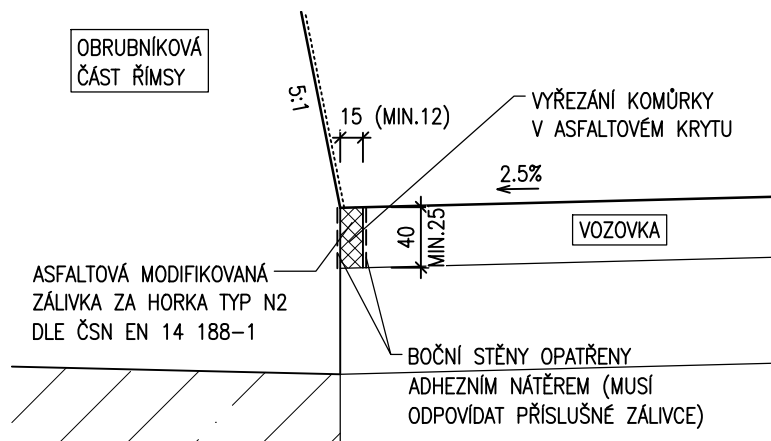 OBRUBNÍKOVÁ
ČÁST ŘÍMSY
5:1
15 (MIN.12)
VYŘEZÁNÍ KOMŮRKY
V ASFALTOVÉM KRYTU
2.5%
40
MIN.25
VOZOVKA
ASFALTOVÁ MODIFIKOVANÁ
ZÁLIVKA ZA HORKA TYP N2
DLE ČSN EN 14 188-1
BOČNÍ STĚNY OPATŘENY
ADHEZNÍM NÁTĚREM (MUSÍ
ODPOVÍDAT PŘÍSLUŠNÉ ZÁLIVCE)